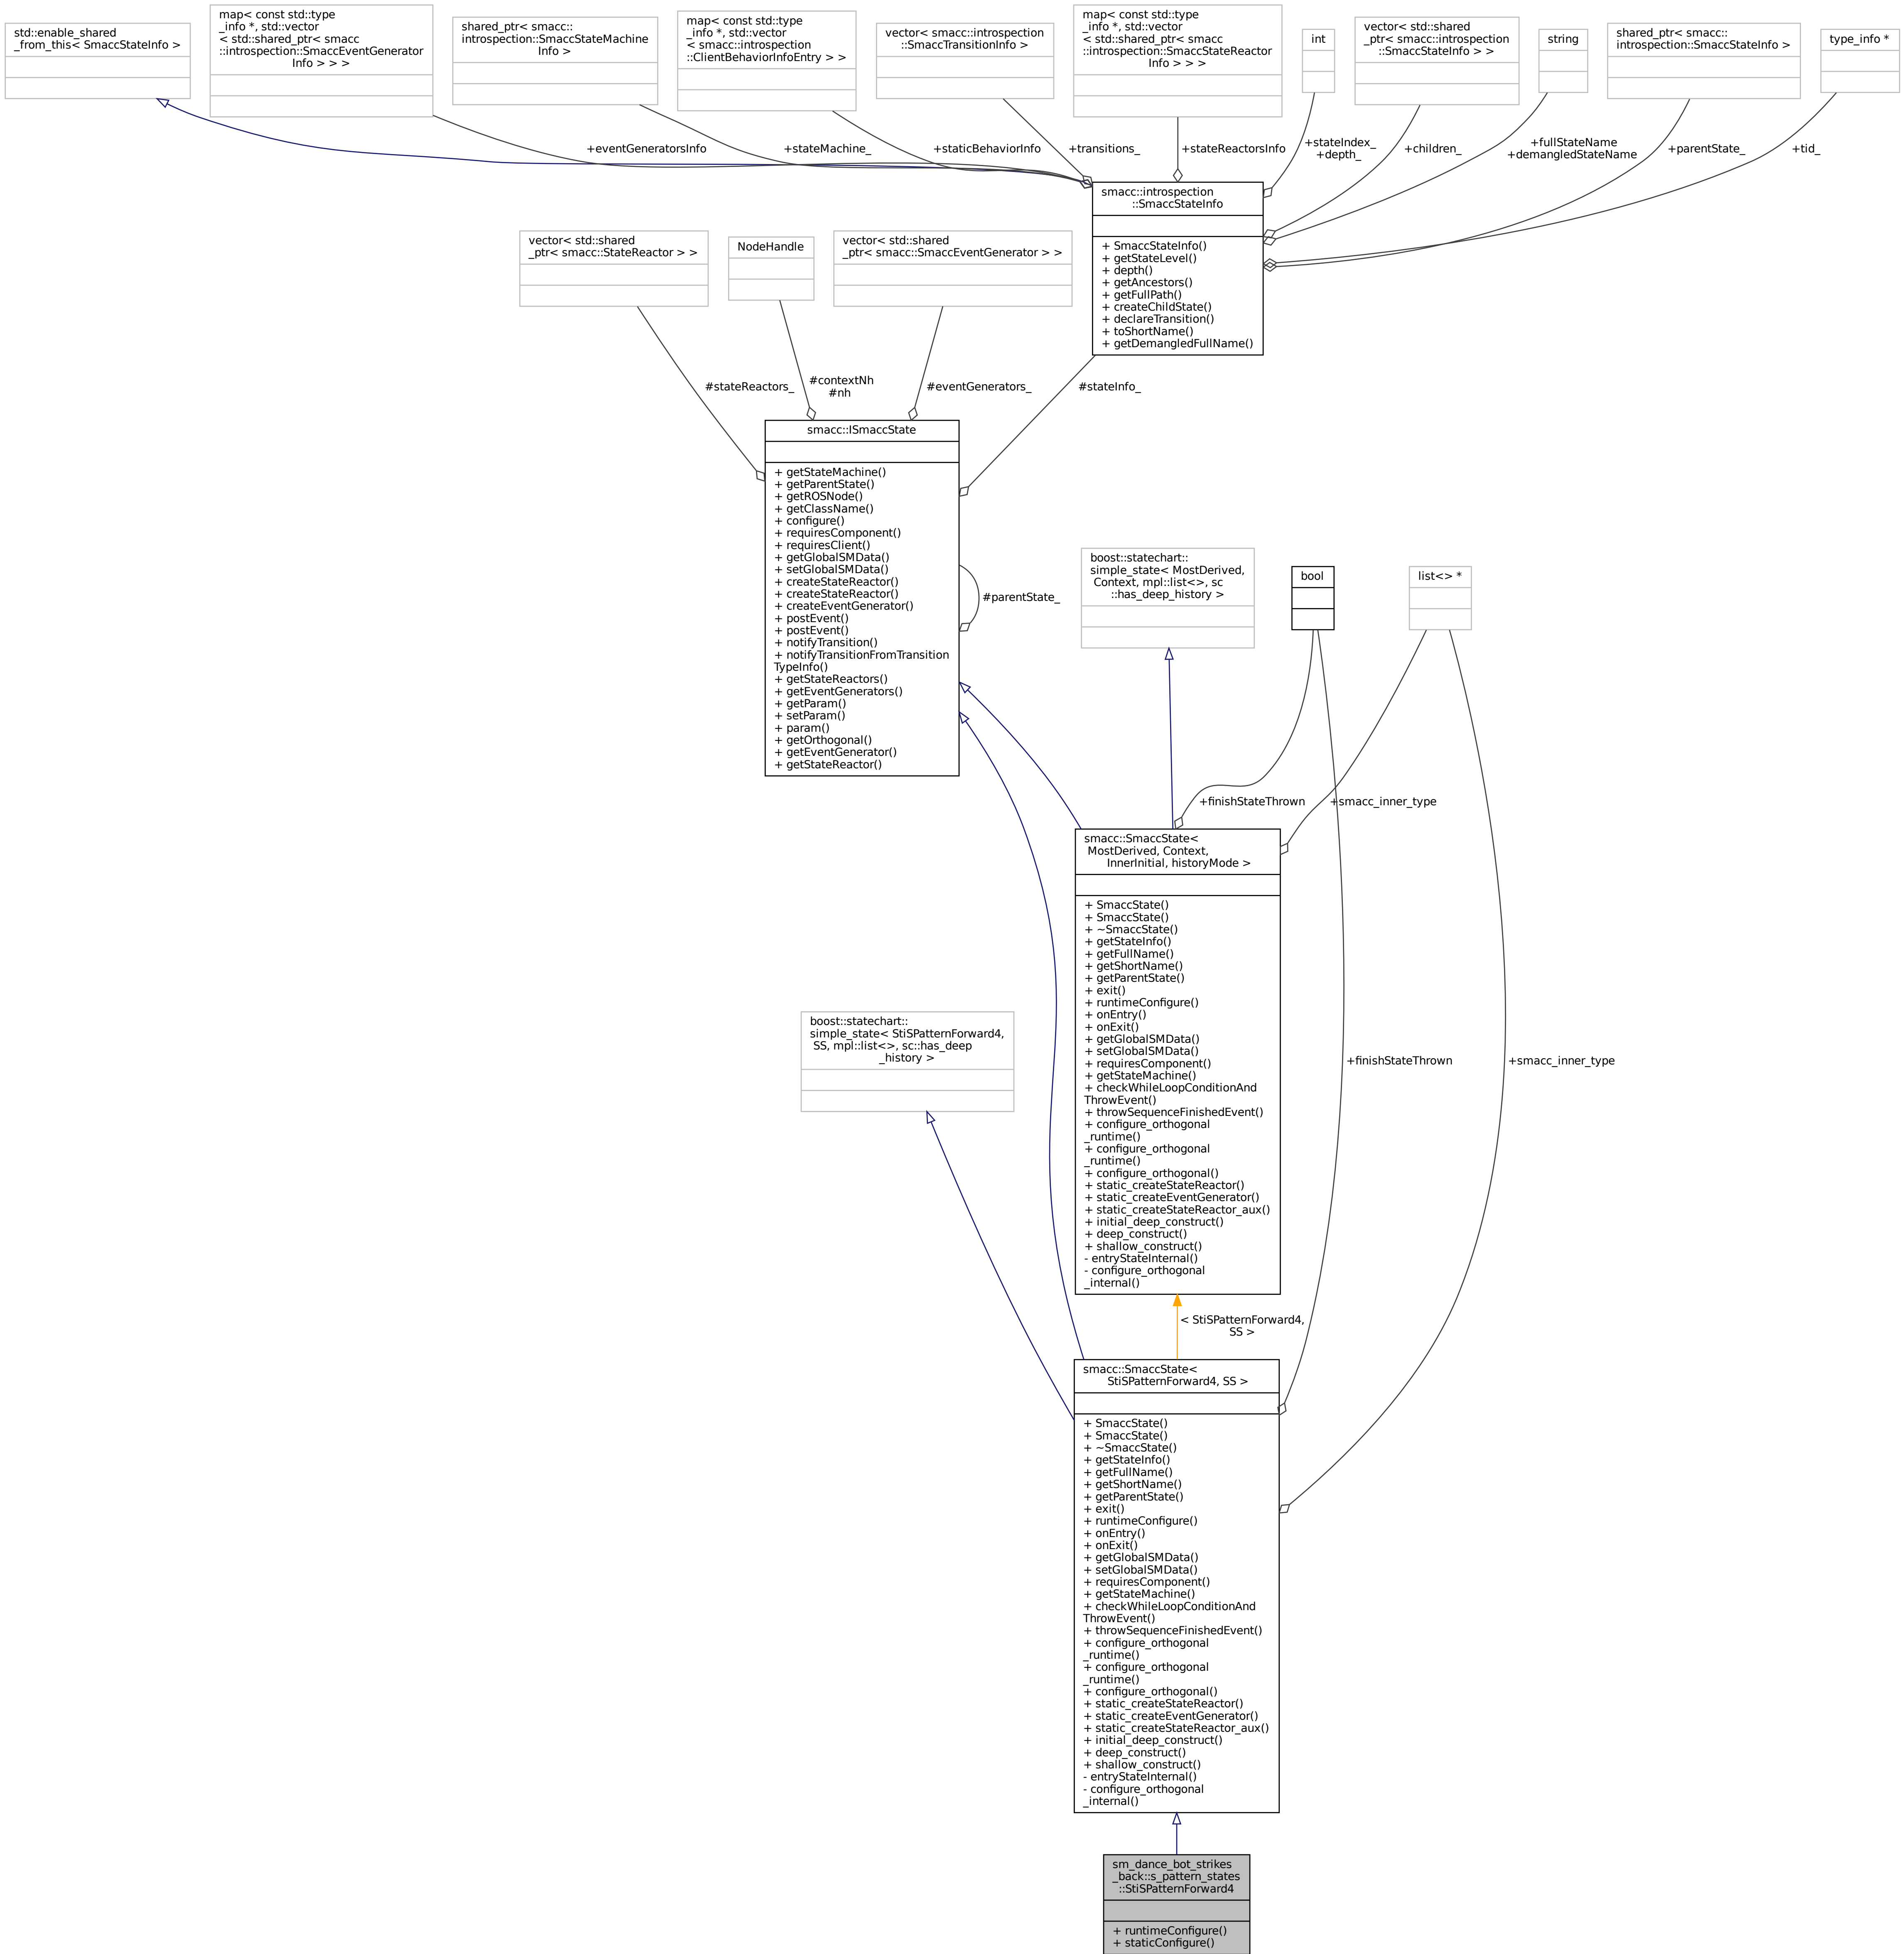 std::enable_shared
_from_this< SmaccStateInfo >
map< const std::type
_info *, std::vector
< std::shared_ptr< smacc
::introspection::SmaccEventGenerator
Info > > >
shared_ptr< smacc::
introspection::SmaccStateMachine
Info >
map< const std::type
_info *, std::vector
< smacc::introspection
::ClientBehaviorInfoEntry > >
vector< smacc::introspection
::SmaccTransitionInfo >
map< const std::type
_info *, std::vector
< std::shared_ptr< smacc
::introspection::SmaccStateReactor
Info > > >
int
vector< std::shared
_ptr< smacc::introspection
::SmaccStateInfo > >
string
shared_ptr< smacc::
introspection::SmaccStateInfo >
type_info *
+eventGeneratorsInfo
+stateMachine_
+staticBehaviorInfo
+transitions_
+stateReactorsInfo
+stateIndex_
+depth_
+children_
+fullStateName
+demangledStateName
+parentState_
+tid_
smacc::introspection
::SmaccStateInfo
+ SmaccStateInfo()
+ getStateLevel()
+ depth()
+ getAncestors()
+ getFullPath()
+ createChildState()
+ declareTransition()
+ toShortName()
+ getDemangledFullName()
vector< std::shared
_ptr< smacc::StateReactor > >
NodeHandle
vector< std::shared
_ptr< smacc::SmaccEventGenerator > >
#stateReactors_
#contextNh
#nh
#eventGenerators_
#stateInfo_
smacc::ISmaccState
+ getStateMachine()
+ getParentState()
+ getROSNode()
+ getClassName()
+ configure()
+ requiresComponent()
+ requiresClient()
+ getGlobalSMData()
+ setGlobalSMData()
+ createStateReactor()
+ createStateReactor()
+ createEventGenerator()
+ postEvent()
+ postEvent()
+ notifyTransition()
+ notifyTransitionFromTransition
TypeInfo()
+ getStateReactors()
+ getEventGenerators()
+ getParam()
+ setParam()
+ param()
+ getOrthogonal()
+ getEventGenerator()
+ getStateReactor()
#parentState_
boost::statechart::
simple_state< MostDerived,
Context, mpl::list<>, sc
::has_deep_history >
bool
list<> *
+finishStateThrown
+smacc_inner_type
smacc::SmaccState<
MostDerived, Context,
InnerInitial, historyMode >
+ SmaccState()
+ SmaccState()
+ ~SmaccState()
+ getStateInfo()
+ getFullName()
+ getShortName()
+ getParentState()
+ exit()
+ runtimeConfigure()
+ onEntry()
+ onExit()
+ getGlobalSMData()
+ setGlobalSMData()
+ requiresComponent()
+ getStateMachine()
+ checkWhileLoopConditionAnd
ThrowEvent()
+ throwSequenceFinishedEvent()
+ configure_orthogonal
_runtime()
+ configure_orthogonal
_runtime()
+ configure_orthogonal()
+ static_createStateReactor()
+ static_createEventGenerator()
+ static_createStateReactor_aux()
+ initial_deep_construct()
+ deep_construct()
+ shallow_construct()
- entryStateInternal()
- configure_orthogonal
_internal()
boost::statechart::
simple_state< StiSPatternForward4,
SS, mpl::list<>, sc::has_deep
_history >
+finishStateThrown
+smacc_inner_type
< StiSPatternForward4,
SS >
smacc::SmaccState<
StiSPatternForward4, SS >
+ SmaccState()
+ SmaccState()
+ ~SmaccState()
+ getStateInfo()
+ getFullName()
+ getShortName()
+ getParentState()
+ exit()
+ runtimeConfigure()
+ onEntry()
+ onExit()
+ getGlobalSMData()
+ setGlobalSMData()
+ requiresComponent()
+ getStateMachine()
+ checkWhileLoopConditionAnd
ThrowEvent()
+ throwSequenceFinishedEvent()
+ configure_orthogonal
_runtime()
+ configure_orthogonal
_runtime()
+ configure_orthogonal()
+ static_createStateReactor()
+ static_createEventGenerator()
+ static_createStateReactor_aux()
+ initial_deep_construct()
+ deep_construct()
+ shallow_construct()
- entryStateInternal()
- configure_orthogonal
_internal()
sm_dance_bot_strikes
_back::s_pattern_states
::StiSPatternForward4
+ runtimeConfigure()
+ staticConfigure()